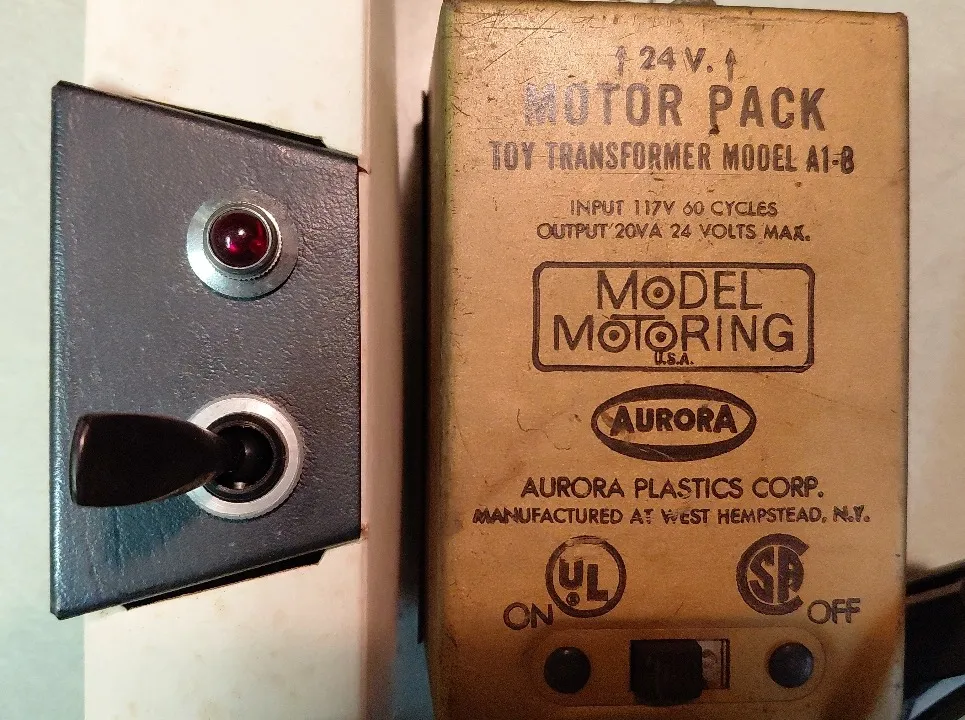 ↑ 24 V. ↑
MOTOR PACK
TOY TRANSFORMER MODEL A1-B
INPUT 117V 60 CYCLES
OUTPUT 20VA 24 VOLTS MAX.
MODEL
MOTORING
U.S.A.
AURORA
AURORA PLASTICS CORP.
MANUFACTURED AT WEST HEMPSTEAD, N.Y.
UL ® SA
ON OFF